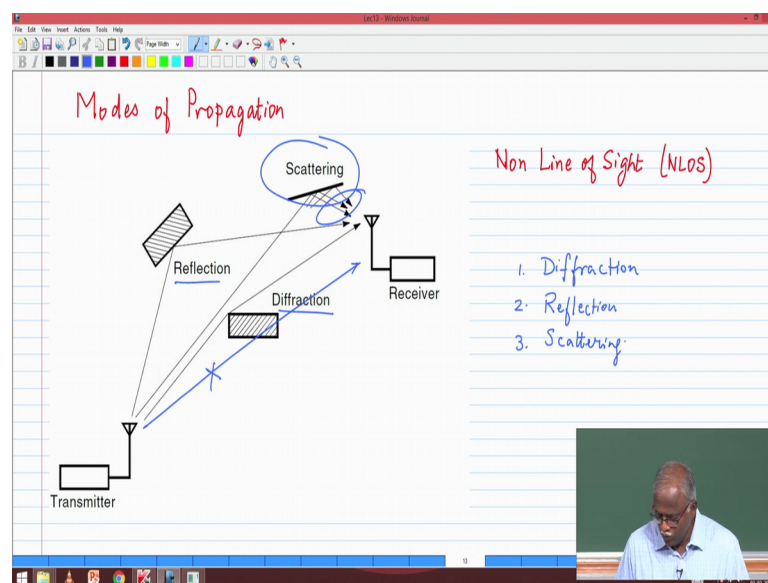 Lec13 - Windows Journal
File Edit View Insert Actions Tools Help
Page Width
B I
Modes of Propagation
Non Line of Sight (NLOS)
Scattering
Reflection
Diffraction
Receiver
Transmitter
1. Diffraction
2. Reflection
3. Scattering
13